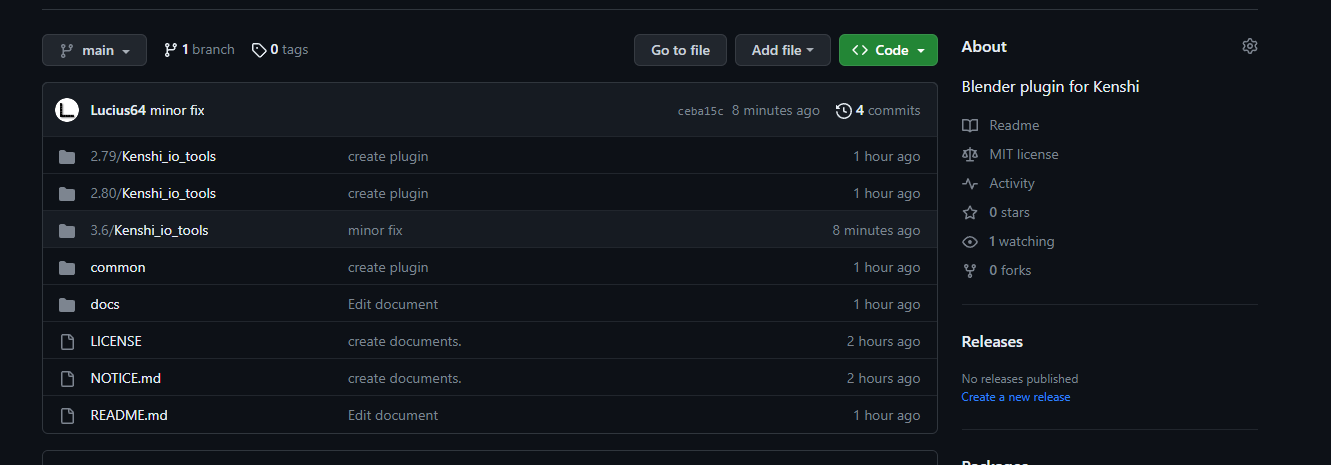 main 1 branch 0 tags Go to file Add file Code
Lucius64 minor fix ceba15c 8 minutes ago 4 commits
2.79/Kenshi_io_tools create plugin 1 hour ago
2.80/Kenshi_io_tools create plugin 1 hour ago
3.6/Kenshi_io_tools minor fix 8 minutes ago
common create plugin 1 hour ago
docs Edit document 1 hour ago
LICENSE create documents. 2 hours ago
NOTICE.md create documents. 2 hours ago
README.md Edit document 1 hour ago
About
Blender plugin for Kenshi
Readme
MIT license
Activity
0 stars
1 watching
0 forks
Releases
No releases published
Create a new release
Packages